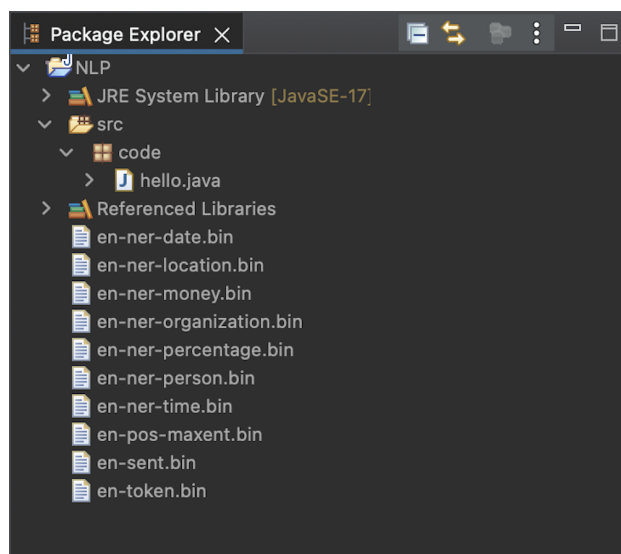 Package Explorer
NLP
JRE System Library [JavaSE-17]
src
code
hello.java
Referenced Libraries
en-ner-date.bin
en-ner-location.bin
en-ner-money.bin
en-ner-organization.bin
en-ner-percentage.bin
en-ner-person.bin
en-ner-time.bin
en-pos-maxent.bin
en-sent.bin
en-token.bin